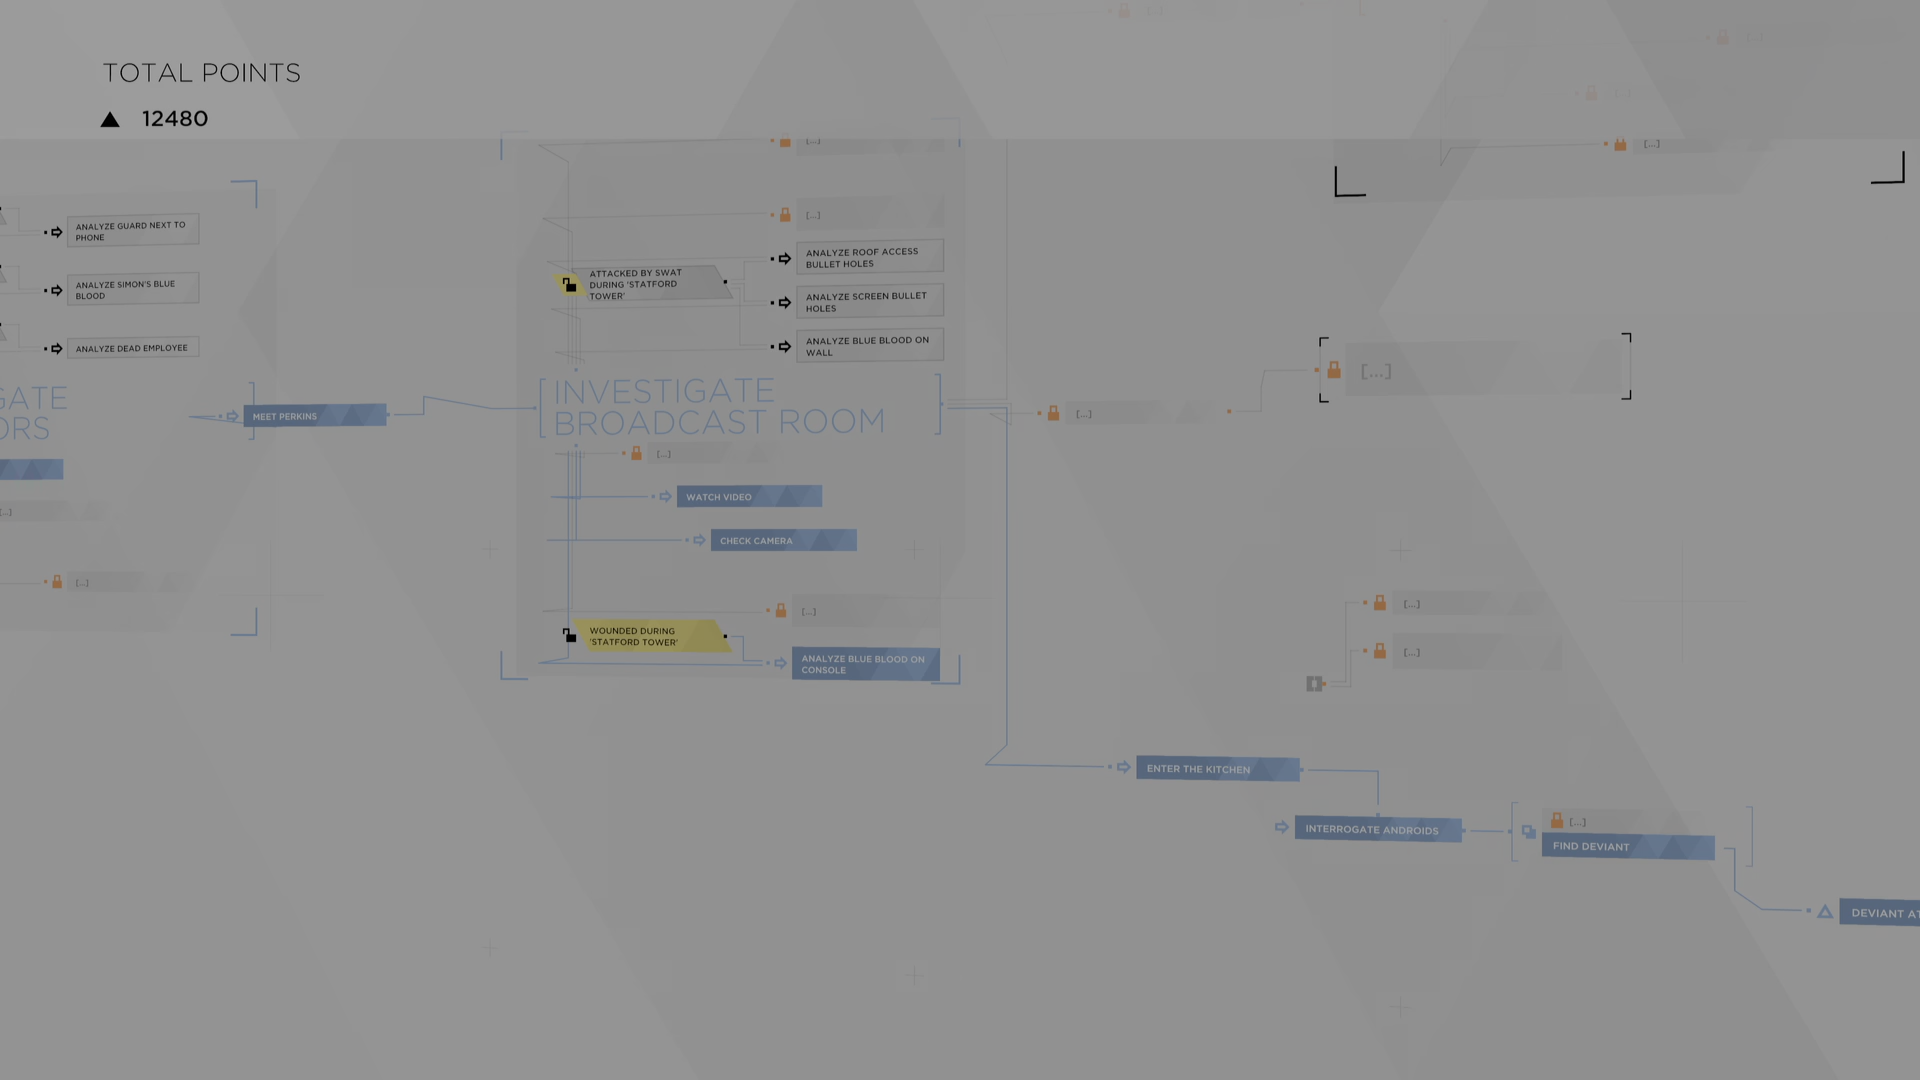 TOTAL POINTS
12480
[...]
[...]
[...]
ANALYZE GUARD NEXT TO
PHONE
ANALYZE SIMON'S BLUE
BLOOD
ANALYZE DEAD EMPLOYEE
GATE
ORS
[...]
[...]
MEET PERKINS
[...]
[...]
ATTACKED BY SWAT
DURING 'STATFORD
TOWER'
ANALYZE ROOF ACCESS
BULLET HOLES
ANALYZE SCREEN BULLET
HOLES
ANALYZE BLUE BLOOD ON
WALL
INVESTIGATE
BROADCAST ROOM
[...]
WATCH VIDEO
CHECK CAMERA
[...]
WOUNDED DURING
'STATFORD TOWER'
ANALYZE BLUE BLOOD ON
CONSOLE
[...]
[...]
[...]
[...]
ENTER THE KITCHEN
INTERROGATE ANDROIDS
[...]
FIND DEVIANT
DEVIANT AT